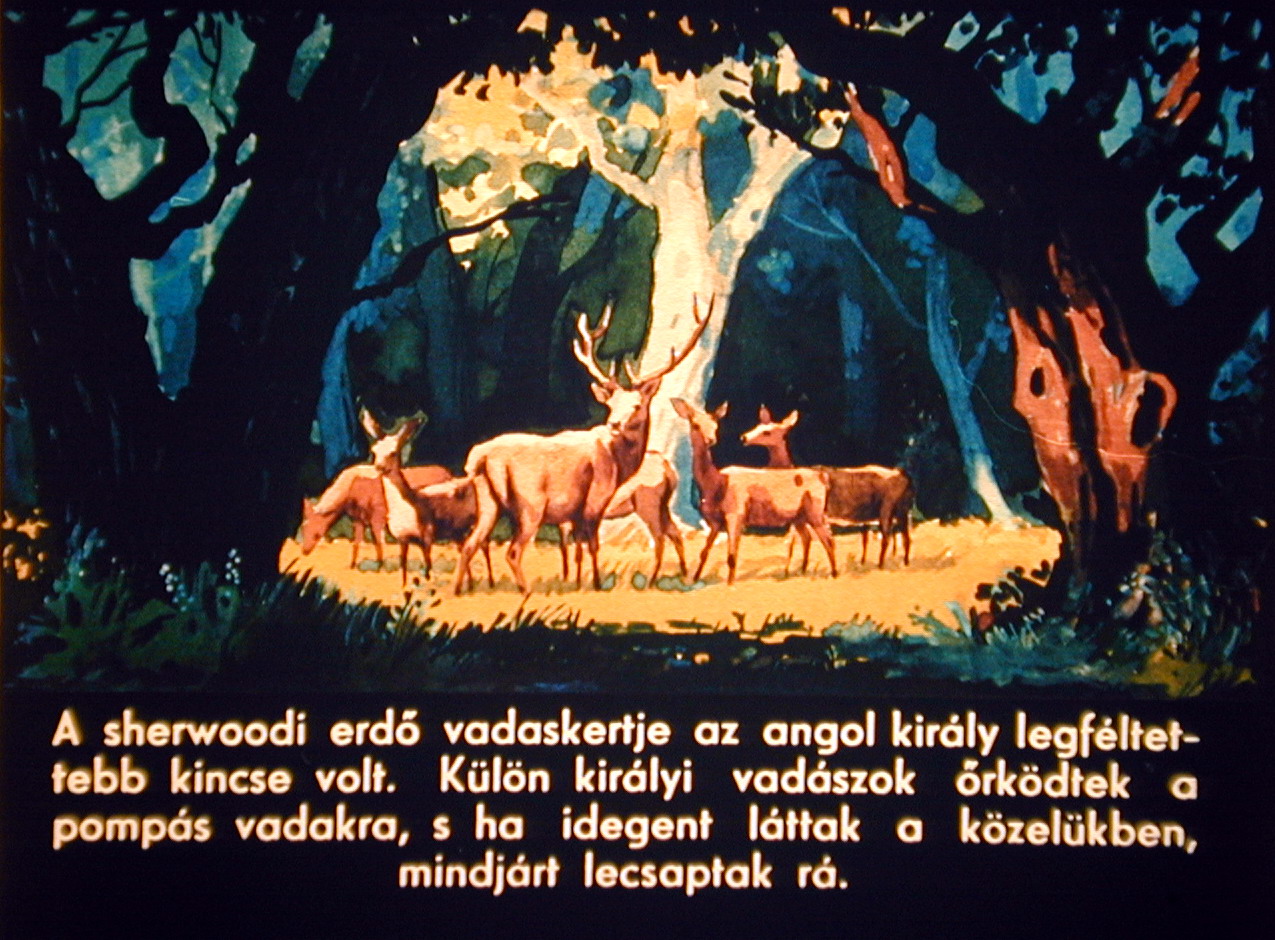 A sherwoodi erdő vadaskertje az angol király legféltet-
tebb kincse volt. Külön királyi vadászok őrködtek a
pompás vadakra, s ha idegent láttak a közelükben,
mindjárt lecsaptak rá.